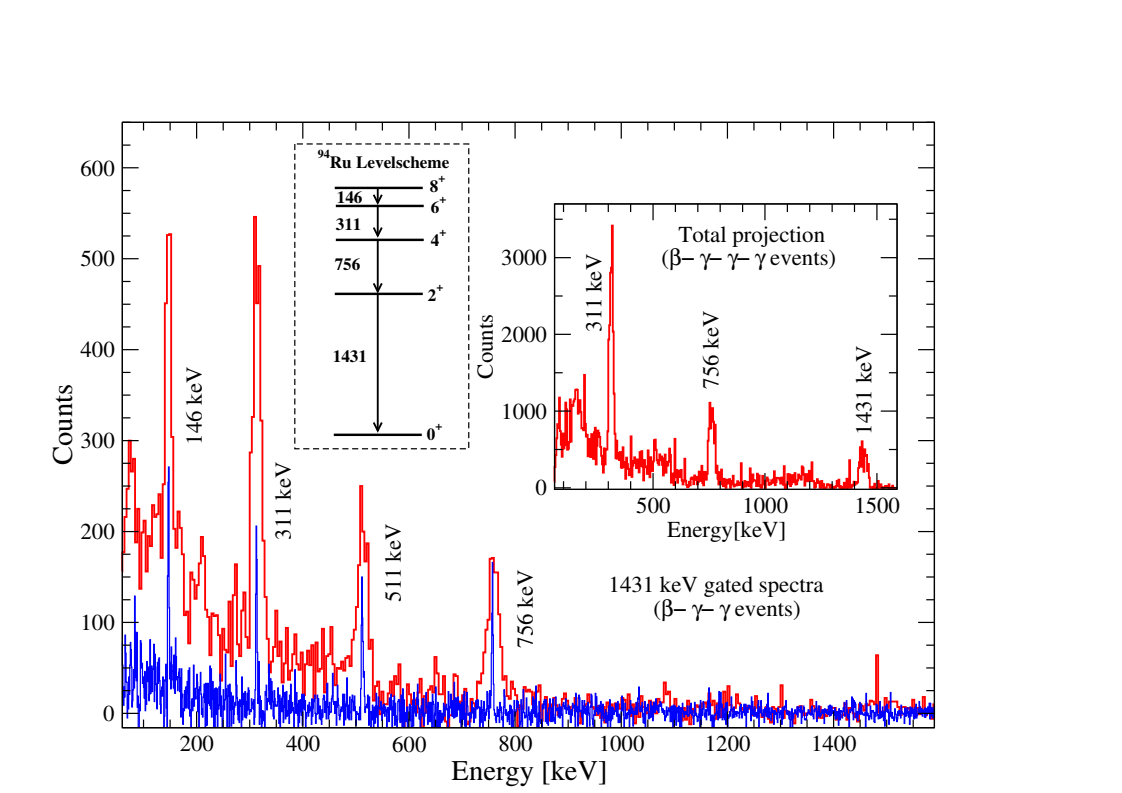 600
500
400
300
200
100
0
Counts
200
400
600
800
1000
1200
1400
Energy [keV]
146 keV
311 keV
511 keV
756 keV
94Ru Levelscheme
8+
146
6+
311
4+
756
2+
1431
0+
Total projection
(β− γ− γ− γ events)
3000
2000
1000
0
Counts
311 keV
756 keV
1431 keV
500
1000
1500
Energy[keV]
1431 keV gated spectra
(β− γ− γ events)